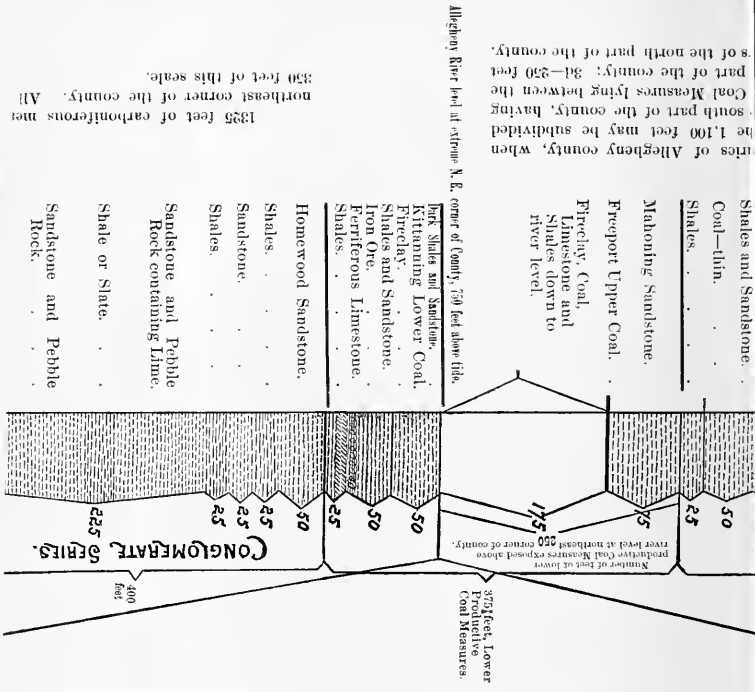 s of the north part of the county.
part of the county; 3d—250 feet
Coal Measures lying between the
south part of the county, having
he 1,100 feet may be subdivided
uries of Allegheny county, when
1325 feet of carboniferous
northeast corner of the county. All
350 feet of this scale.
Allegheny River level at extreme N.E. corner of County, 750 feet above tide.
Shales and Sandstone.
Coal—thin.
Shales. . . .
Mahoning Sandstone.
Freeport Upper Coal. .
Fireclay, Coal,
Limestone and
Shales down to
river level.
Dark Shales and Sandstone. .
Kittanning Lower Coal.
Fireclay. . . .
Shales and Sandstone.
Iron Ore. . . .
Ferriferous Limestone.
Shales. . . .
Homewood Sandstone.
Shales. . . .
Sandstone. . . .
Shales. . . .
Sandstone and Pebble
Rock containing Lime.
Shale or Slate. . .
Sandstone and Pebble
Rock. . . .
50
25
75
175
50
50
25
50
25
25
25
225
Number of feet of lower
productive Coal Measures exposed above
250
river level at northeast corner of county.
CONGLOMERATE SERIES.
375 feet, Lower
Productive
Coal Measures.
400
feet